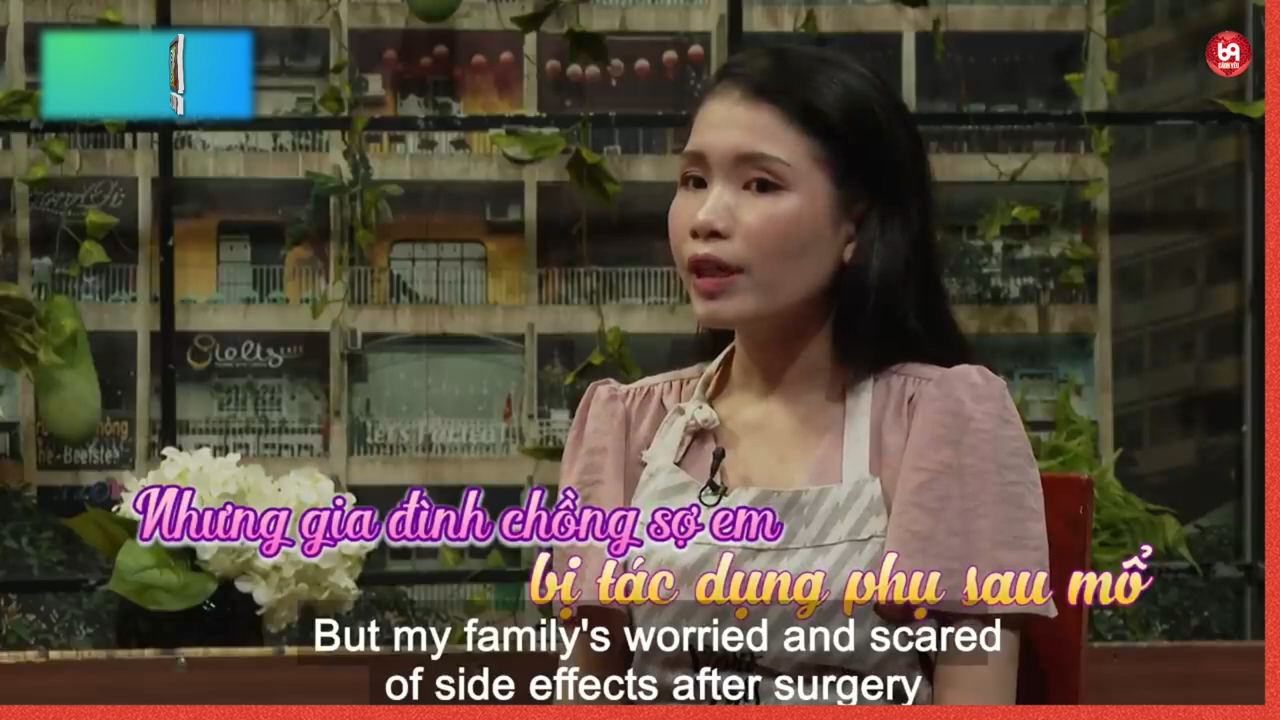 Stoltz
Nhưng gia đình chồng sợ em
bị tác dụng phụ sau mổ
But my family's worried and scared
of side effects after surgery